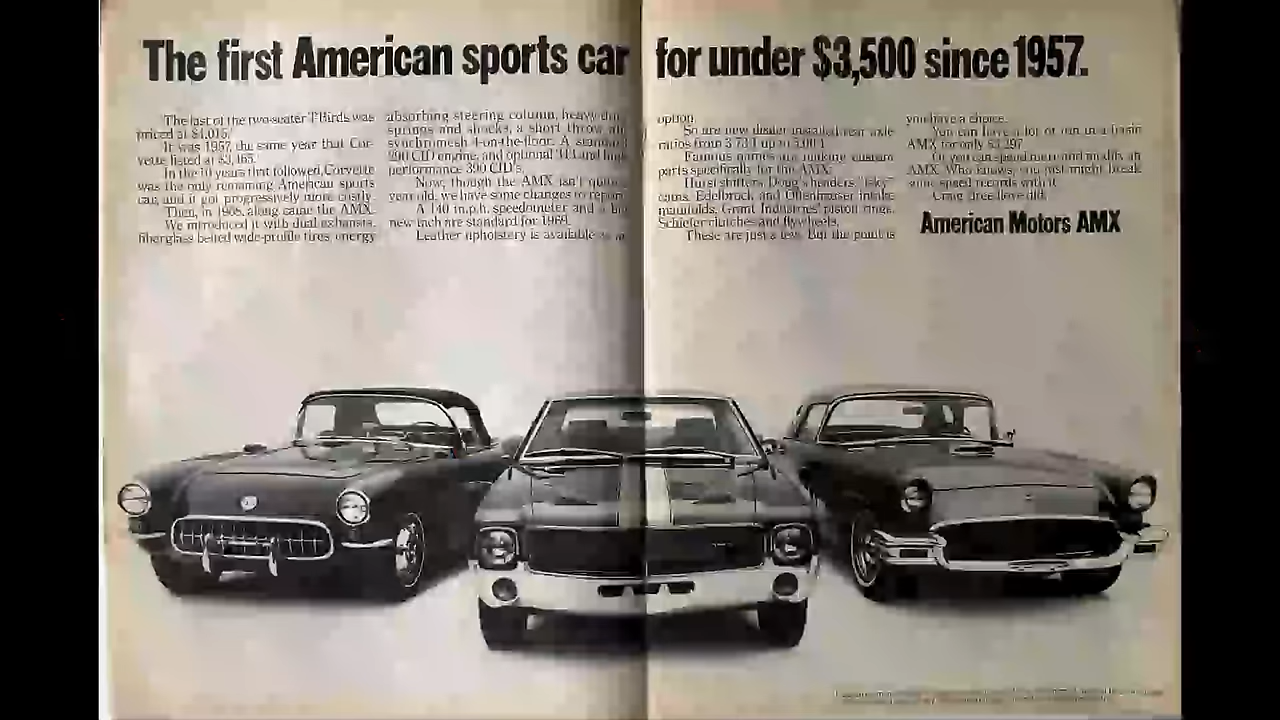 The first American sports car for under $3,500 since 1957.
The last of the two-seater T-Birds was
priced at $4,015.
It was 1957, the same year that Cor-
vette listed at $3,165.
In the 10 years that followed, Corvette
was the only remaining American sports
car, and it got progressively more costly.
Then, in 1968, along came the AMX.
We introduced it with dual exhausts,
fiberglass belted wide-profile tires, energy
absorbing steering column, heavy-duty
springs and shocks, a short throw all
synchromesh 4-on-the-floor. A standard
290 CID engine, and optional 343 and high
performance 390 CID's.
Now, though the AMX isn't quite a
year old, we have some changes to report.
A 140 m.p.h. speedometer and a big
new tach are standard for 1969.
Leather upholstery is available as an
option.
So are new dealer installed rear axle
ratios from 3.73:1 up to 5.00:1.
Famous names are making custom
parts specifically for the AMX:
Hurst shifters, Doug's headers, "Isky"
cams, Edelbrock and Offenhauser intake
manifolds, Grant Industries' piston rings,
Schiefer clutches and flywheels.
These are just a few. But the point is
you have a choice.
You can have a lot of fun in a basic
AMX for only $3,297.
Or you can spend more and modify an
AMX. Who knows, you just might break
some speed records with it.
Craig Breedlove did.
American Motors AMX